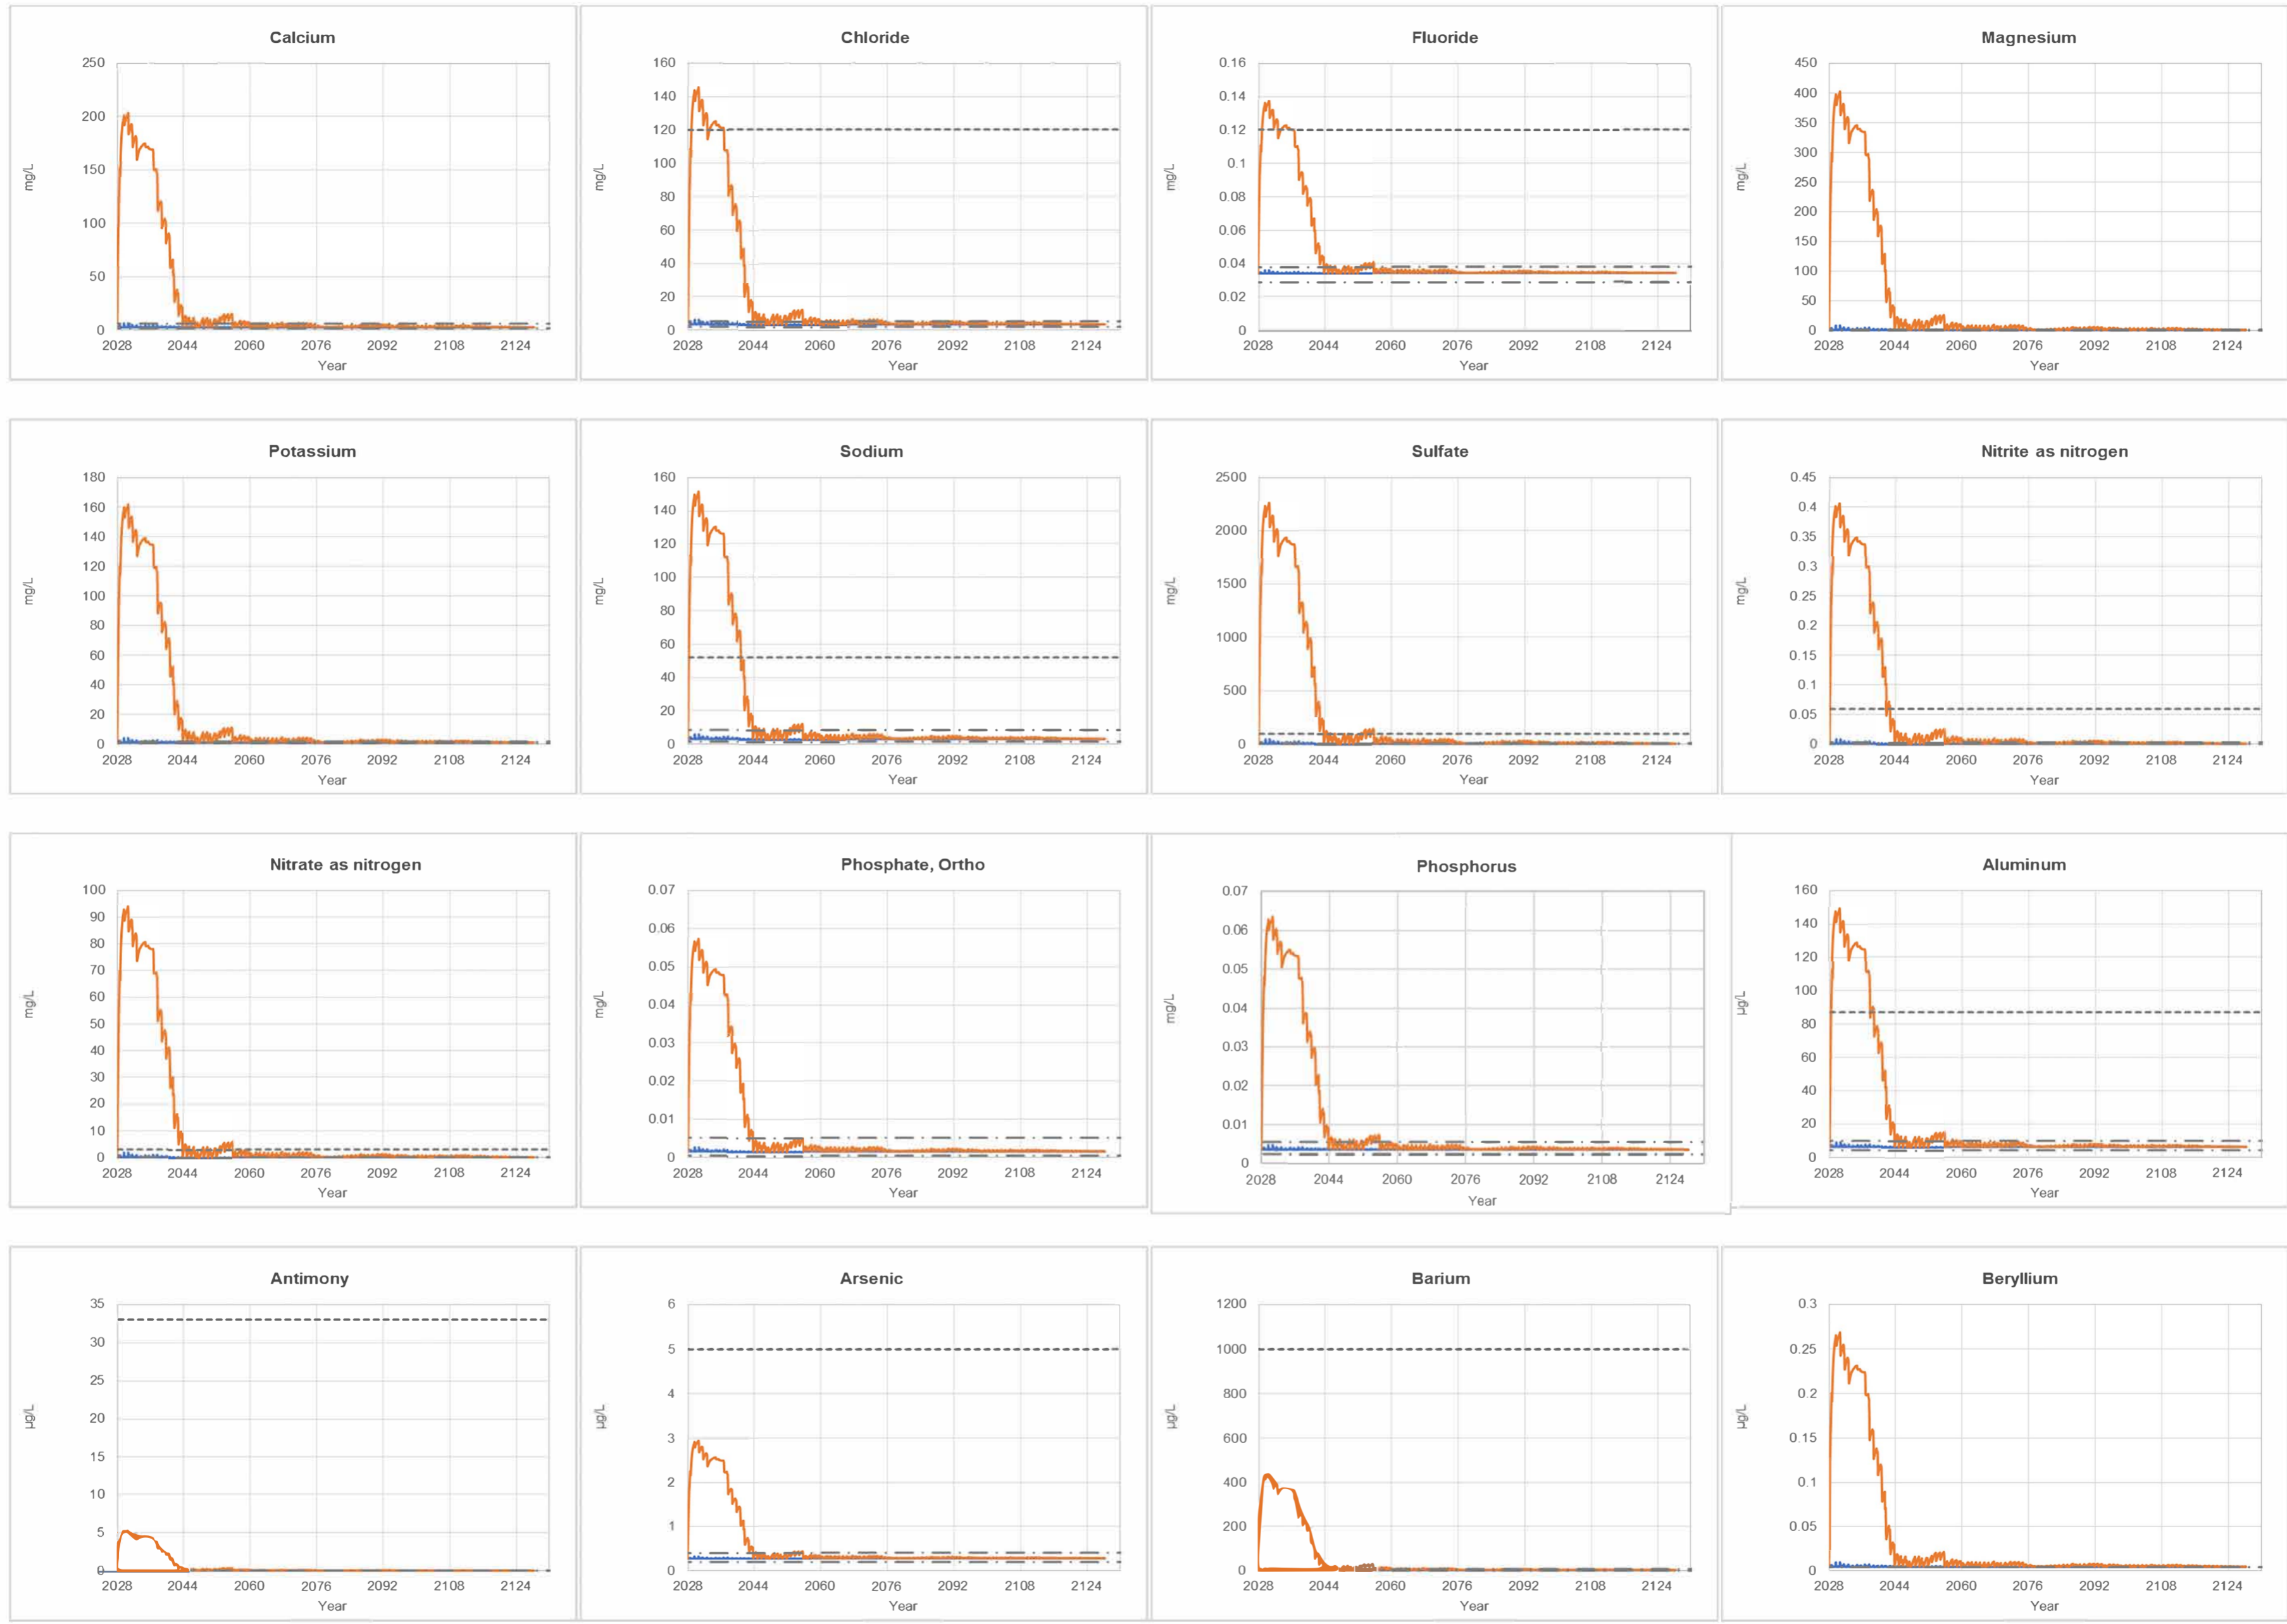 Calcium
250
200
150
100
50
0
mg/L
2028 2044 2060 2076 2092 2108 2124
Year
Chloride
160
140
120
100
80
60
40
20
0
mg/L
2028 2044 2060 2076 2092 2108 2124
Year
Fluoride
0.16
0.14
0.12
0.1
0.08
0.06
0.04
0.02
0
mg/L
2028 2044 2060 2076 2092 2108 2124
Year
Magnesium
450
400
350
300
250
200
150
100
50
0
mg/L
2028 2044 2060 2076 2092 2108 2124
Year
Potassium
180
160
140
120
100
80
60
40
20
0
mg/L
2028 2044 2060 2076 2092 2108 2124
Year
Sodium
160
140
120
100
80
60
40
20
0
mg/L
2028 2044 2060 2076 2092 2108 2124
Year
Sulfate
2500
2000
1500
1000
500
0
mg/L
2028 2044 2060 2076 2092 2108 2124
Year
Nitrite as nitrogen
0.45
0.4
0.35
0.3
0.25
0.2
0.15
0.1
0.05
0
mg/L
2028 2044 2060 2076 2092 2108 2124
Year
Nitrate as nitrogen
100
90
80
70
60
50
40
30
20
10
0
mg/L
2028 2044 2060 2076 2092 2108 2124
Year
Phosphate, Ortho
0.07
0.06
0.05
0.04
0.03
0.02
0.01
0
mg/L
2028 2044 2060 2076 2092 2108 2124
Year
Phosphorus
0.07
0.06
0.05
0.04
0.03
0.02
0.01
0
mg/L
2028 2044 2060 2076 2092 2108 2124
Year
Aluminum
160
140
120
100
80
60
40
20
0
µg/L
2028 2044 2060 2076 2092 2108 2124
Year
Antimony
35
30
25
20
15
10
5
0
µg/L
2028 2044 2060 2076 2092 2108 2124
Year
Arsenic
6
5
4
3
2
1
0
µg/L
2028 2044 2060 2076 2092 2108 2124
Year
Barium
1200
1000
800
600
400
200
0
µg/L
2028 2044 2060 2076 2092 2108 2124
Year
Beryllium
0.3
0.25
0.2
0.15
0.1
0.05
0
µg/L
2028 2044 2060 2076 2092 2108 2124
Year